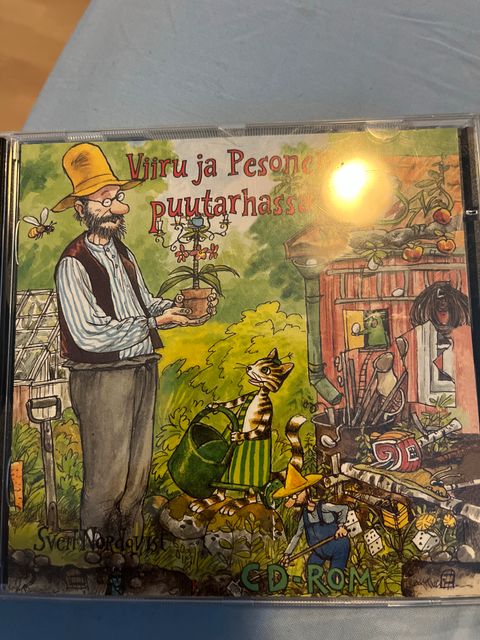 Viiru ja Pesonen
puutarhassa
Sven Nordqvist
CD-ROM